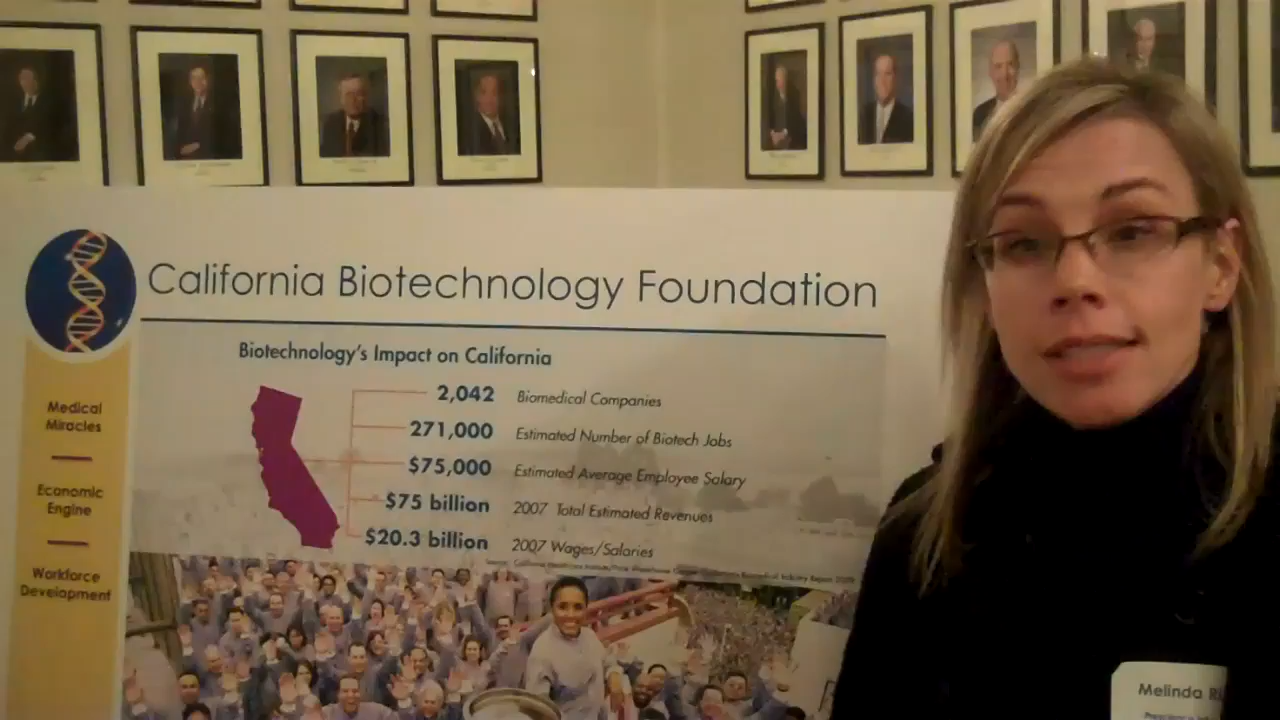 California Biotechnology Foundation
Biotechnology's Impact on California
2,042 Biomedical Companies
271,000 Estimated Number of Biotech Jobs
$75,000 Estimated Average Employee Salary
$75 billion 2007 Total Estimated Revenues
$20.3 billion 2007 Wages/Salaries
Medical
Miracles
Economic
Engine
Workforce
Development
Melinda